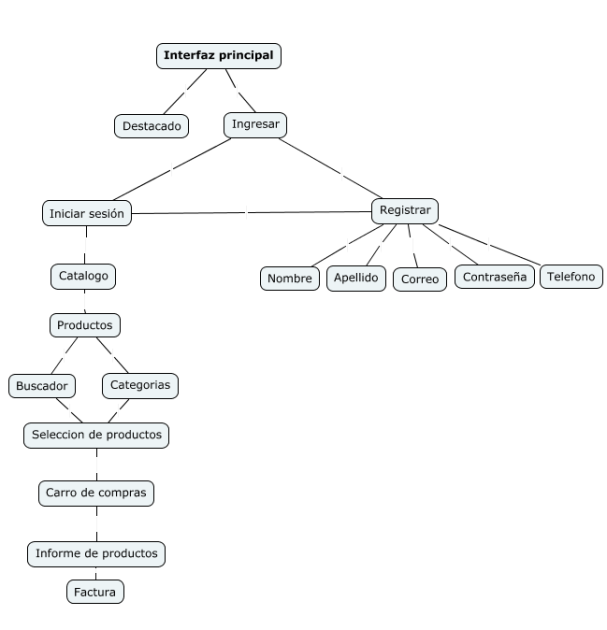 Interfaz principal
Destacado
Ingresar
Iniciar sesión
Registrar
Catalogo
Nombre
Apellido
Correo
Contraseña
Telefono
Productos
Buscador
Categorias
Seleccion de productos
Carro de compras
Informe de productos
Factura